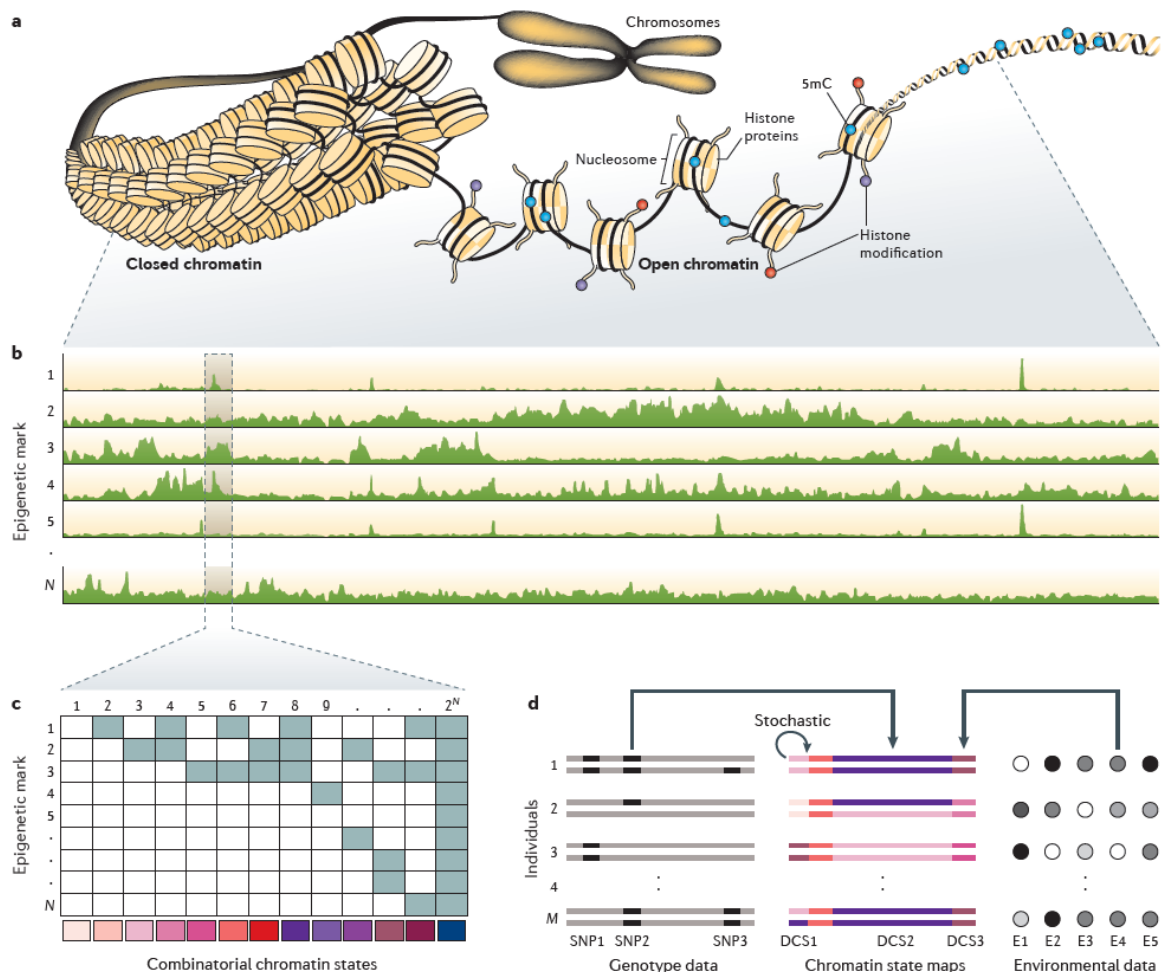 a
Chromosomes
5mC
Histone
proteins
Nucleosome
Closed chromatin
Open chromatin
Histone
modification
b
Epigenetic mark
1
2
3
4
5
.
N
c
1 2 3 4 5 6 7 8 9 . . . 2^N
Epigenetic mark
1
2
3
4
5
.
.
.
N
Combinatorial chromatin states
d
Stochastic
Individuals
1
2
3
4 : : :
M
SNP1 SNP2 SNP3 DCS1 DCS2 DCS3 E1 E2 E3 E4 E5
Genotype data Chromatin state maps Environmental data